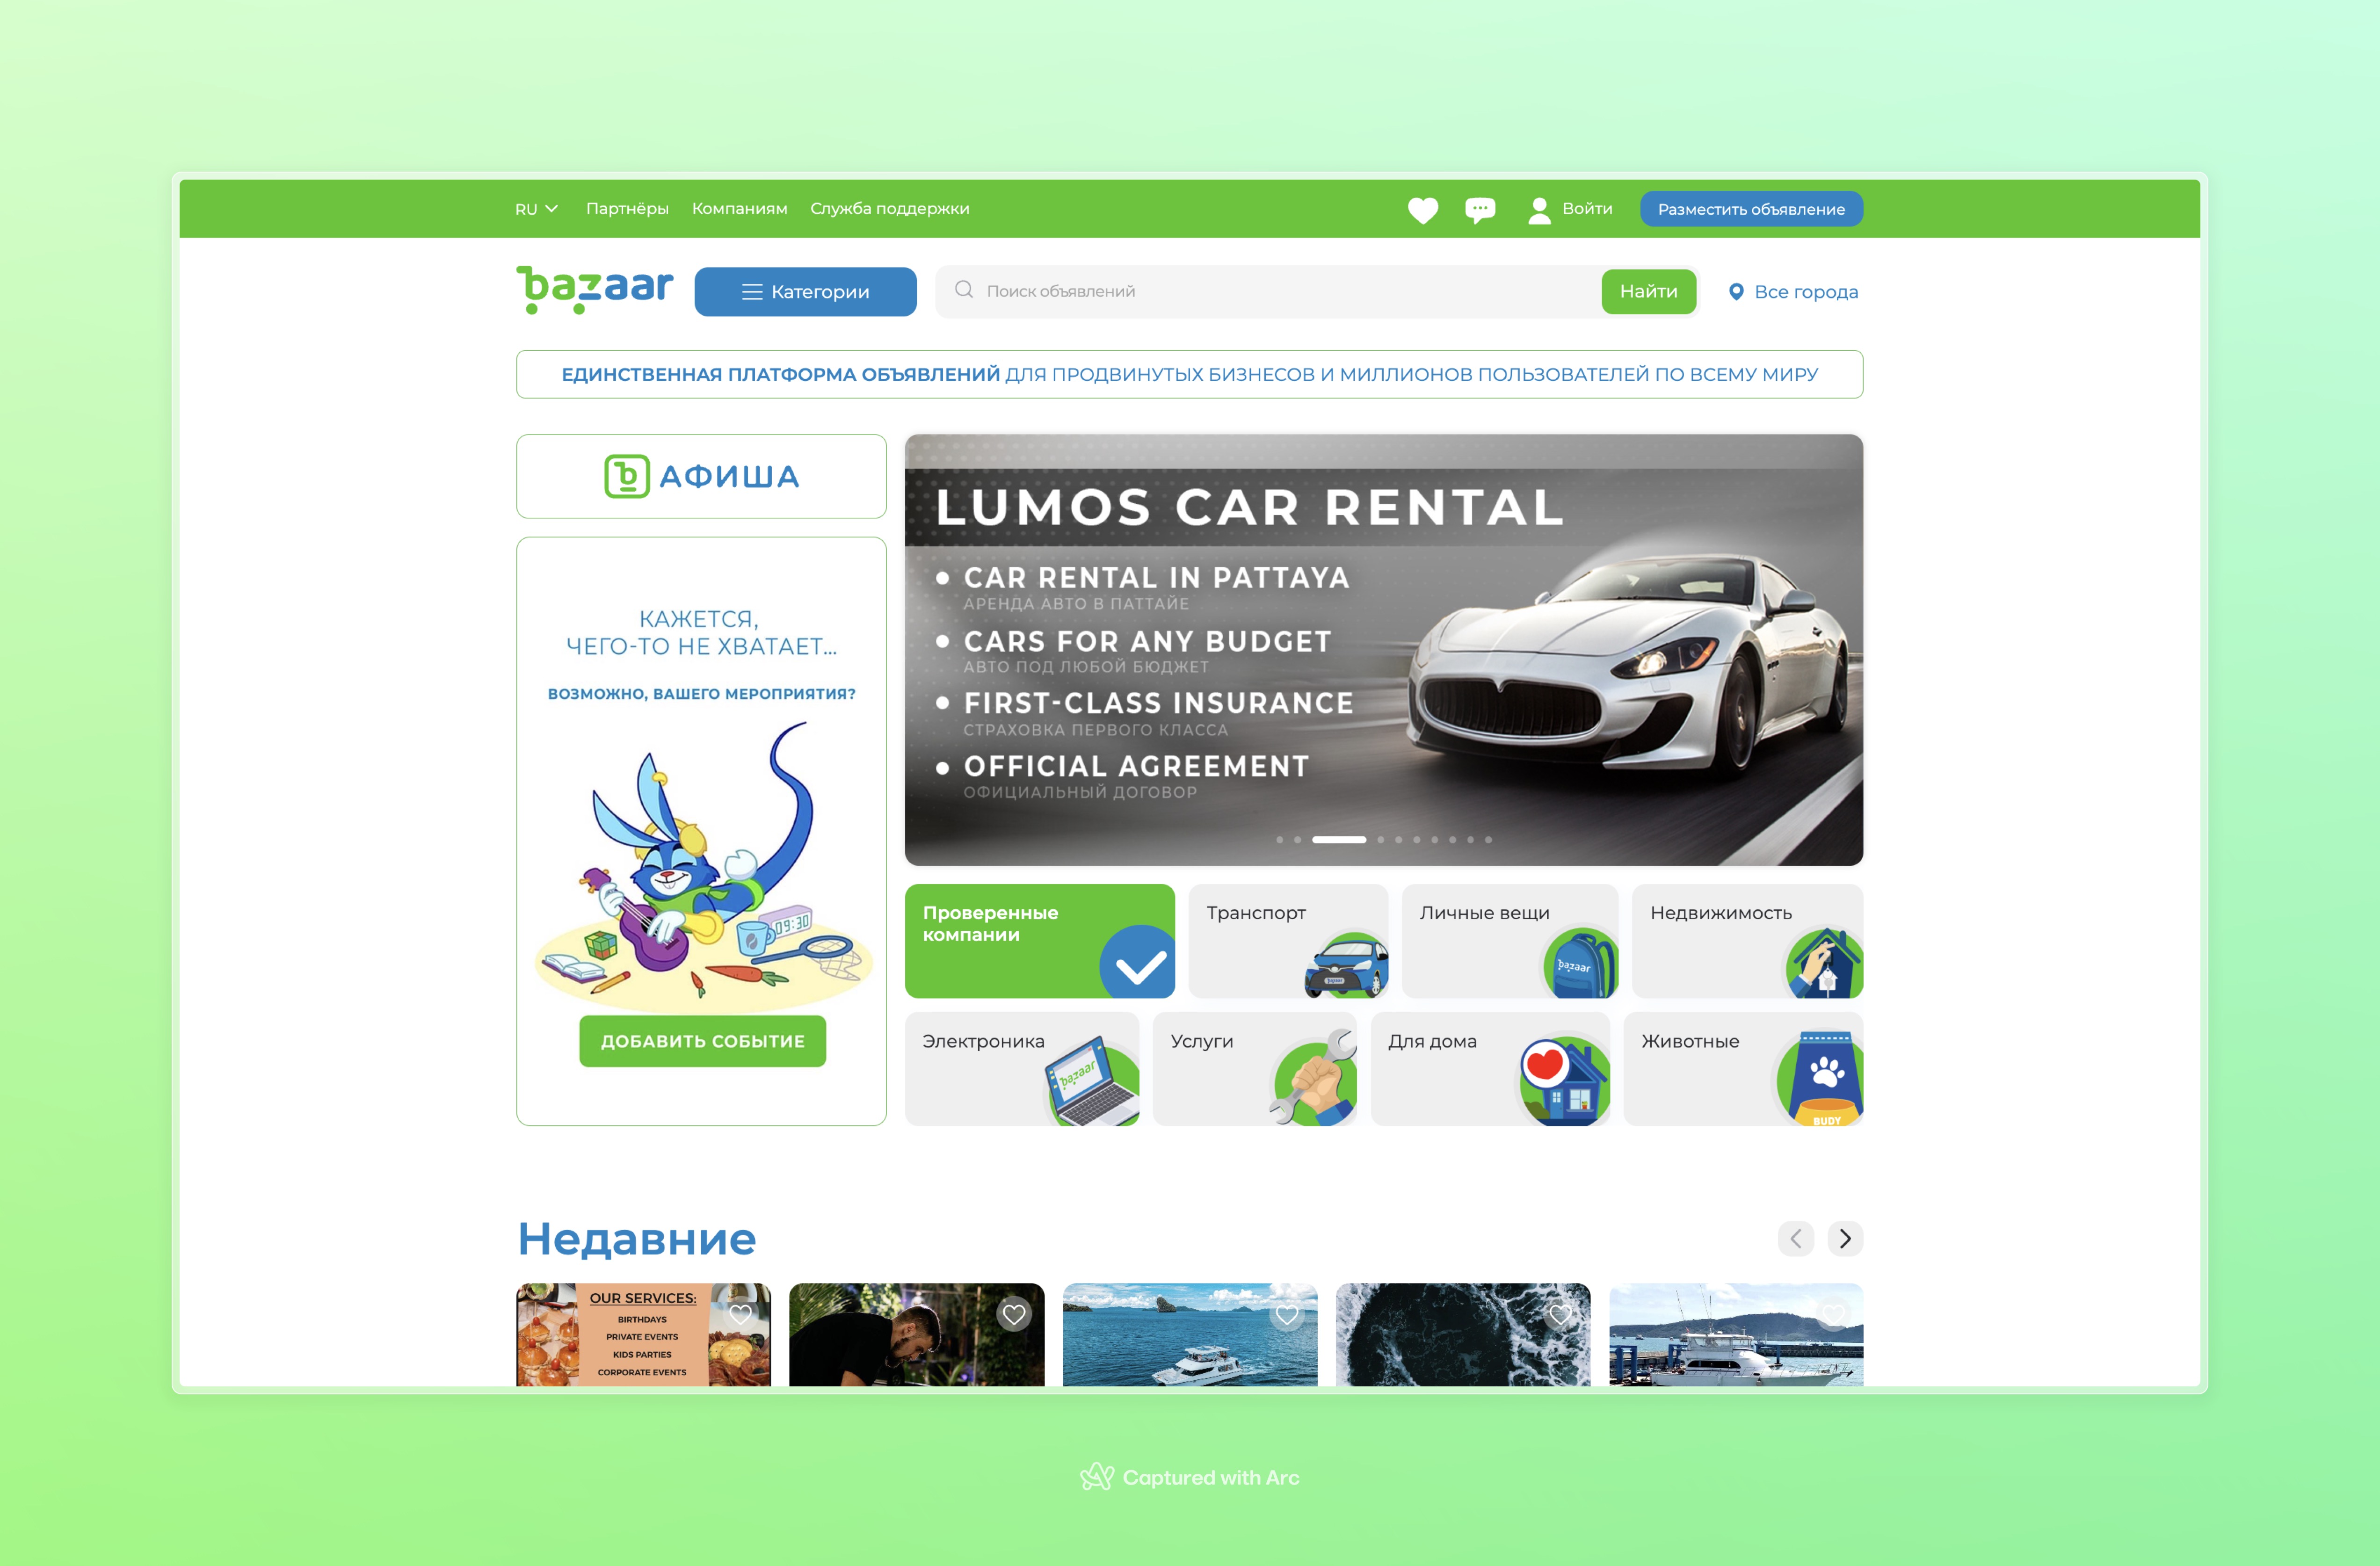 RU
Партнёры
Компаниям
Служба поддержки
Войти
Разместить объявление
bazaar
Категории
Поиск объявлений
Найти
Все города
ЕДИНСТВЕННАЯ ПЛАТФОРМА ОБЪЯВЛЕНИЙ ДЛЯ ПРОДВИНУТЫХ БИЗНЕСОВ И МИЛЛИОНОВ ПОЛЬЗОВАТЕЛЕЙ ПО ВСЕМУ МИРУ
b АФИША
КАЖЕТСЯ,
ЧЕГО-ТО НЕ ХВАТАЕТ...
ВОЗМОЖНО, ВАШЕГО МЕРОПРИЯТИЯ?
09:30
ДОБАВИТЬ СОБЫТИЕ
LUMOS CAR RENTAL
• CAR RENTAL IN PATTAYA
АРЕНДА АВТО В ПАТТАЙЕ
• CARS FOR ANY BUDGET
АВТО ПОД ЛЮБОЙ БЮДЖЕТ
• FIRST-CLASS INSURANCE
СТРАХОВКА ПЕРВОГО КЛАССА
• OFFICIAL AGREEMENT
ОФИЦИАЛЬНЫЙ ДОГОВОР
Проверенные
компании
Транспорт
Личные вещи
bazaar
Недвижимость
Электроника
bazaar
Услуги
Для дома
Животные
BUDY
Недавние
OUR SERVICES:
BIRTHDAYS
PRIVATE EVENTS
KIDS PARTIES
CORPORATE EVENTS
Captured with Arc